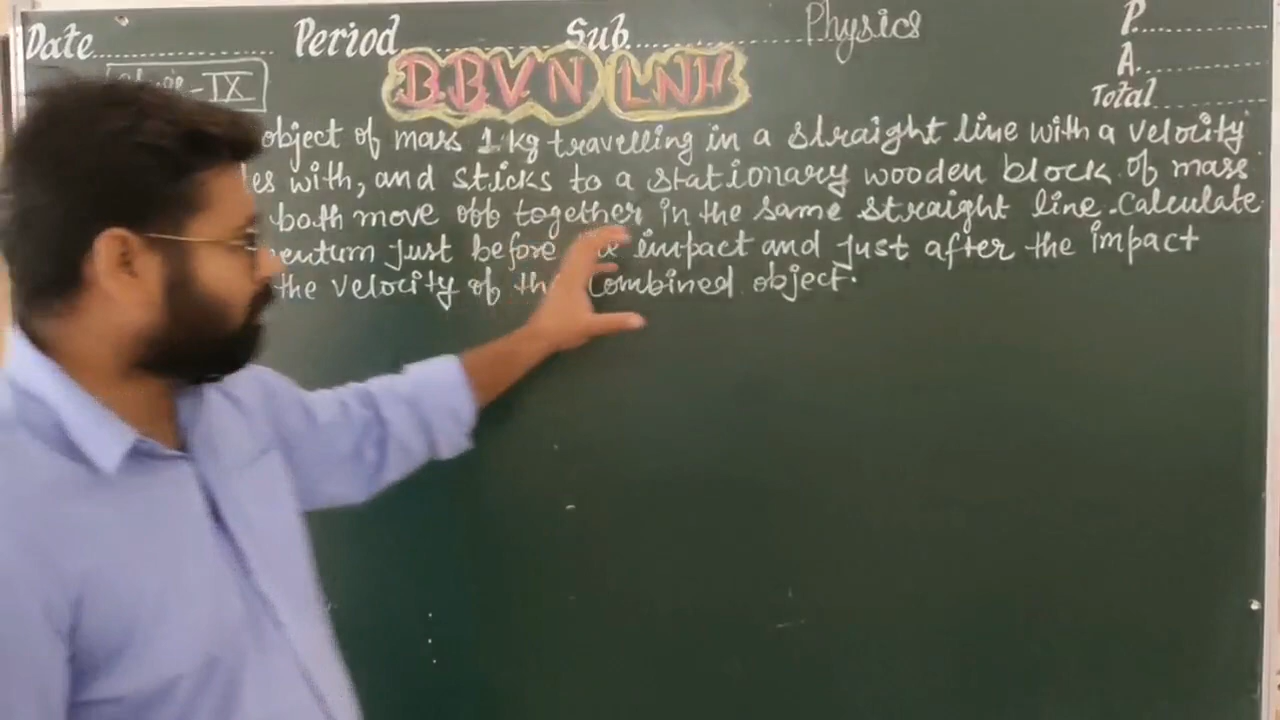 Date.................... Period.......... Sub................ Physics P.............
A.............
-IX BBVN LNH Total.............
object of mass 1 kg travelling in a straight line with a velocity
es with, and sticks to a stationary wooden block of mass
both move off together in the same straight line. Calculate
entum just before impact and just after the impact
the velocity of the combined object.